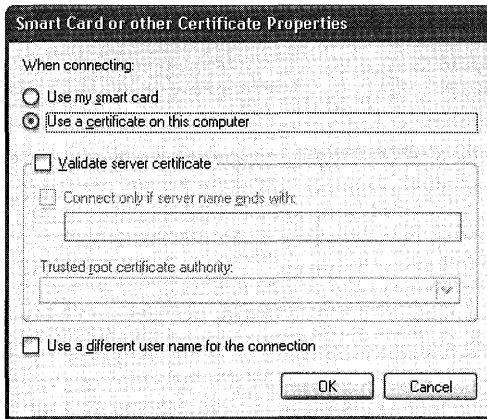 Smart Card or other Certificate Properties
When connecting:
Use my smart card
Use a certificate on this computer
Validate server certificate
Connect only if server name ends with:
Trusted root certificate authority:
Use a different user name for the connection
OK Cancel